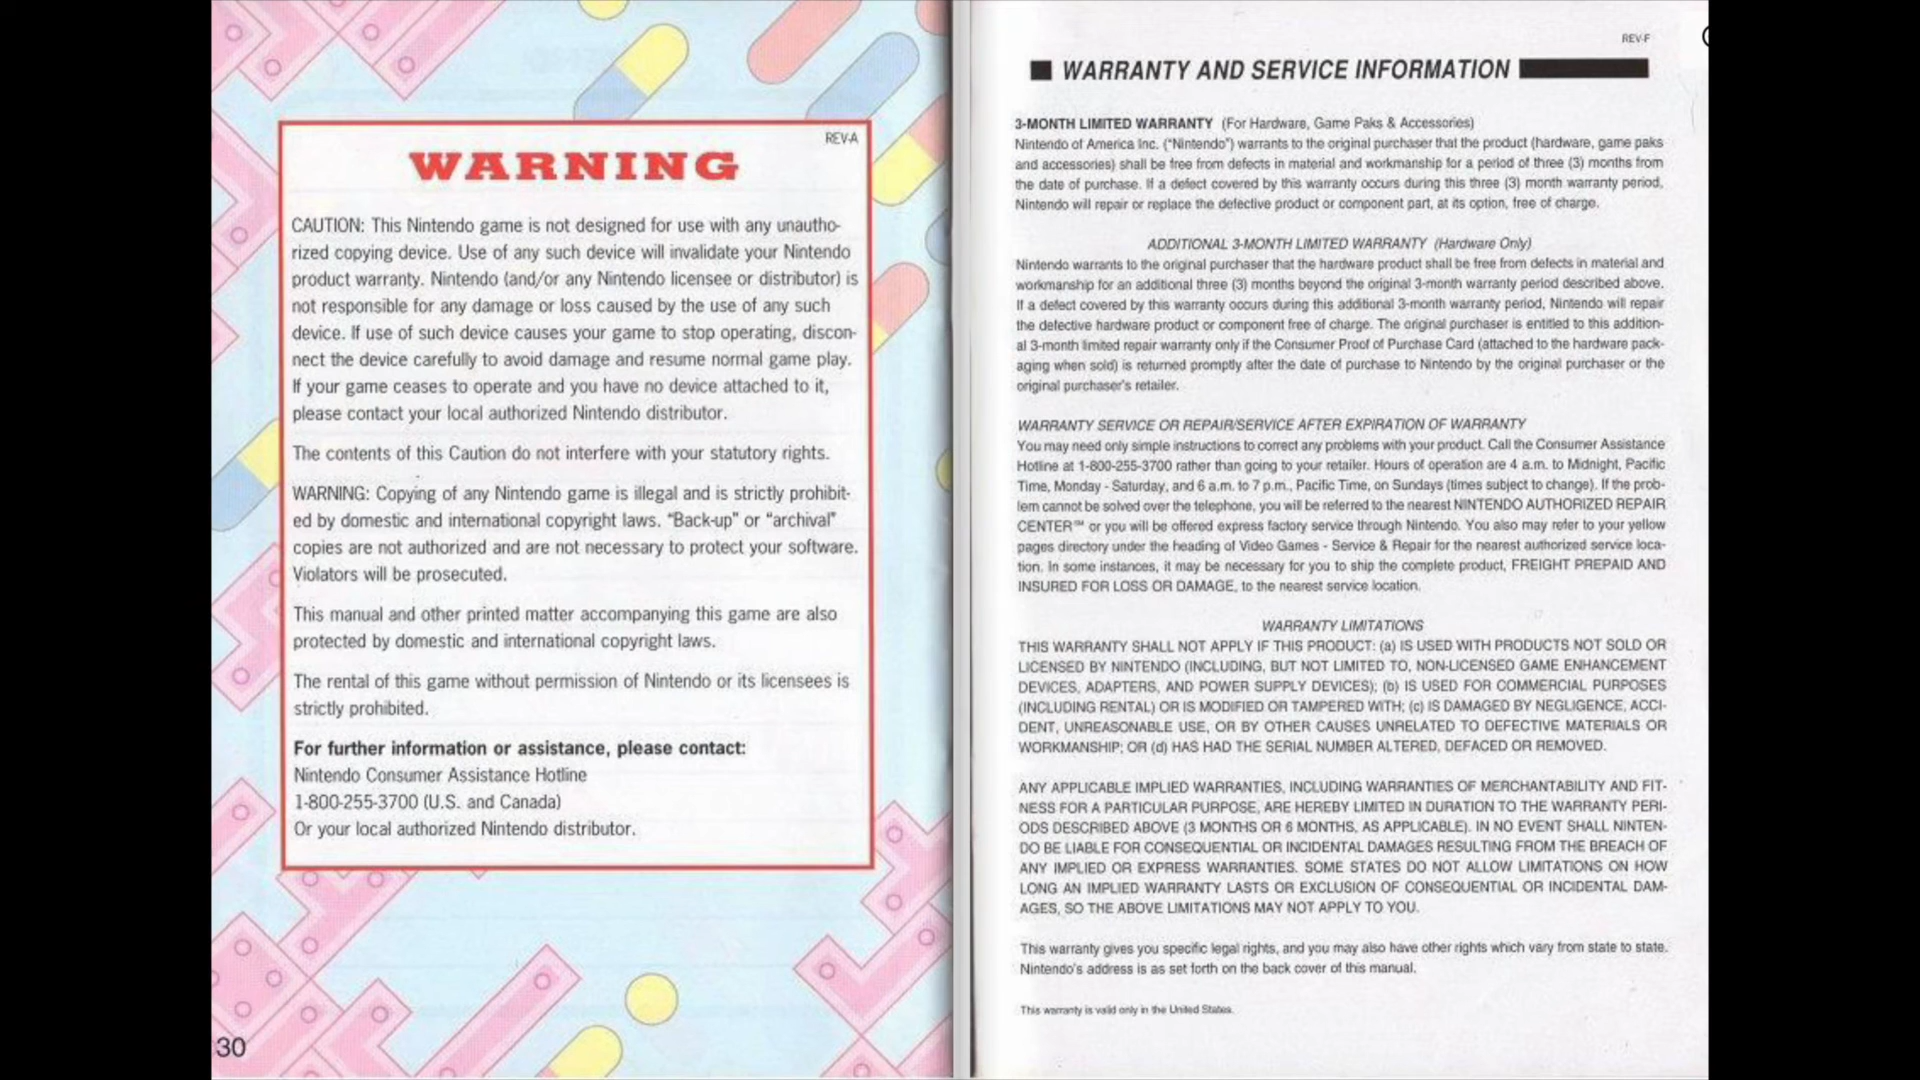 REV-A
WARNING
CAUTION: This Nintendo game is not designed for use with any unautho-
rized copying device. Use of any such device will invalidate your Nintendo
product warranty. Nintendo (and/or any Nintendo licensee or distributor) is
not responsible for any damage or loss caused by the use of any such
device. If use of such device causes your game to stop operating, discon-
nect the device carefully to avoid damage and resume normal game play.
If your game ceases to operate and you have no device attached to it,
please contact your local authorized Nintendo distributor.
The contents of this Caution do not interfere with your statutory rights.
WARNING: Copying of any Nintendo game is illegal and is strictly prohibit-
ed by domestic and international copyright laws. “Back-up” or “archival”
copies are not authorized and are not necessary to protect your software.
Violators will be prosecuted.
This manual and other printed matter accompanying this game are also
protected by domestic and international copyright laws.
The rental of this game without permission of Nintendo or its licensees is
strictly prohibited.
For further information or assistance, please contact:
Nintendo Consumer Assistance Hotline
1-800-255-3700 (U.S. and Canada)
Or your local authorized Nintendo distributor.
30
REV-F
WARRANTY AND SERVICE INFORMATION
3-MONTH LIMITED WARRANTY (For Hardware, Game Paks & Accessories)
Nintendo of America Inc. (“Nintendo”) warrants to the original purchaser that the product (hardware, game paks
and accessories) shall be free from defects in material and workmanship for a period of three (3) months from
the date of purchase. If a defect covered by this warranty occurs during this three (3) month warranty period,
Nintendo will repair or replace the defective product or component part, at its option, free of charge.
ADDITIONAL 3-MONTH LIMITED WARRANTY (Hardware Only)
Nintendo warrants to the original purchaser that the hardware product shall be free from defects in material and
workmanship for an additional three (3) months beyond the original 3-month warranty period described above.
If a defect covered by this warranty occurs during this additional 3-month warranty period, Nintendo will repair
the defective hardware product or component free of charge. The original purchaser is entitled to this addition-
al 3-month limited repair warranty only if the Consumer Proof of Purchase Card (attached to the hardware pack-
aging when sold) is returned promptly after the date of purchase to Nintendo by the original purchaser or the
original purchaser's retailer.
WARRANTY SERVICE OR REPAIR/SERVICE AFTER EXPIRATION OF WARRANTY
You may need only simple instructions to correct any problems with your product. Call the Consumer Assistance
Hotline at 1-800-255-3700 rather than going to your retailer. Hours of operation are 4 a.m. to Midnight, Pacific
Time, Monday - Saturday, and 6 a.m. to 7 p.m., Pacific Time, on Sundays (times subject to change). If the prob-
lem cannot be solved over the telephone, you will be referred to the nearest NINTENDO AUTHORIZED REPAIR
CENTER℠ or you will be offered express factory service through Nintendo. You also may refer to your yellow
pages directory under the heading of Video Games - Service & Repair for the nearest authorized service loca-
tion. In some instances, it may be necessary for you to ship the complete product, FREIGHT PREPAID AND
INSURED FOR LOSS OR DAMAGE, to the nearest service location.
WARRANTY LIMITATIONS
THIS WARRANTY SHALL NOT APPLY IF THIS PRODUCT: (a) IS USED WITH PRODUCTS NOT SOLD OR
LICENSED BY NINTENDO (INCLUDING, BUT NOT LIMITED TO, NON-LICENSED GAME ENHANCEMENT
DEVICES, ADAPTERS, AND POWER SUPPLY DEVICES); (b) IS USED FOR COMMERCIAL PURPOSES
(INCLUDING RENTAL) OR IS MODIFIED OR TAMPERED WITH; (c) IS DAMAGED BY NEGLIGENCE, ACCI-
DENT, UNREASONABLE USE, OR BY OTHER CAUSES UNRELATED TO DEFECTIVE MATERIALS OR
WORKMANSHIP; OR (d) HAS HAD THE SERIAL NUMBER ALTERED, DEFACED OR REMOVED.
ANY APPLICABLE IMPLIED WARRANTIES, INCLUDING WARRANTIES OF MERCHANTABILITY AND FIT-
NESS FOR A PARTICULAR PURPOSE, ARE HEREBY LIMITED IN DURATION TO THE WARRANTY PERI-
ODS DESCRIBED ABOVE (3 MONTHS OR 6 MONTHS, AS APPLICABLE). IN NO EVENT SHALL NINTEN-
DO BE LIABLE FOR CONSEQUENTIAL OR INCIDENTAL DAMAGES RESULTING FROM THE BREACH OF
ANY IMPLIED OR EXPRESS WARRANTIES. SOME STATES DO NOT ALLOW LIMITATIONS ON HOW
LONG AN IMPLIED WARRANTY LASTS OR EXCLUSION OF CONSEQUENTIAL OR INCIDENTAL DAM-
AGES, SO THE ABOVE LIMITATIONS MAY NOT APPLY TO YOU.
This warranty gives you specific legal rights, and you may also have other rights which vary from state to state.
Nintendo's address is as set forth on the back cover of this manual.
This warranty is valid only in the United States.